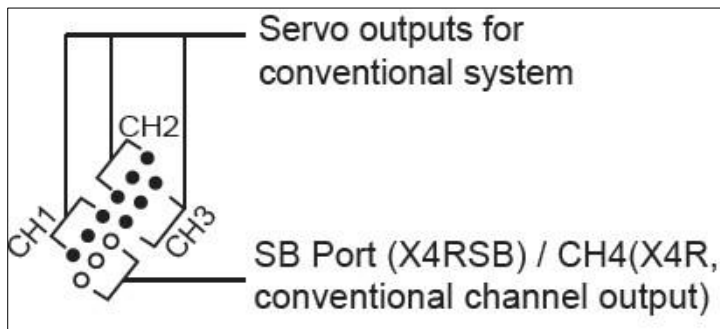 Servo outputs for
conventional system
CH2
CH1
CH3
SB Port (X4RSB) / CH4(X4R,
conventional channel output)